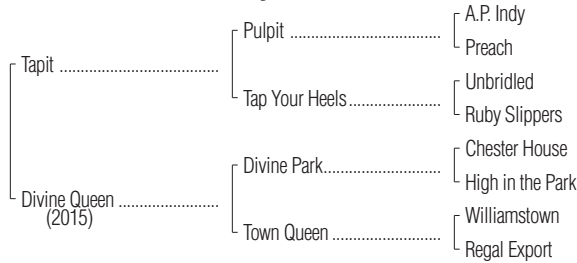 A.P. Indy
Pulpit ..............................
Preach
Tapit ................................
Unbridled
Tap Your Heels..................
Ruby Slippers
Chester House
Divine Park.......................
High in the Park
Divine Queen ....................
(2015)
Williamstown
Town Queen .....................
Regal Export